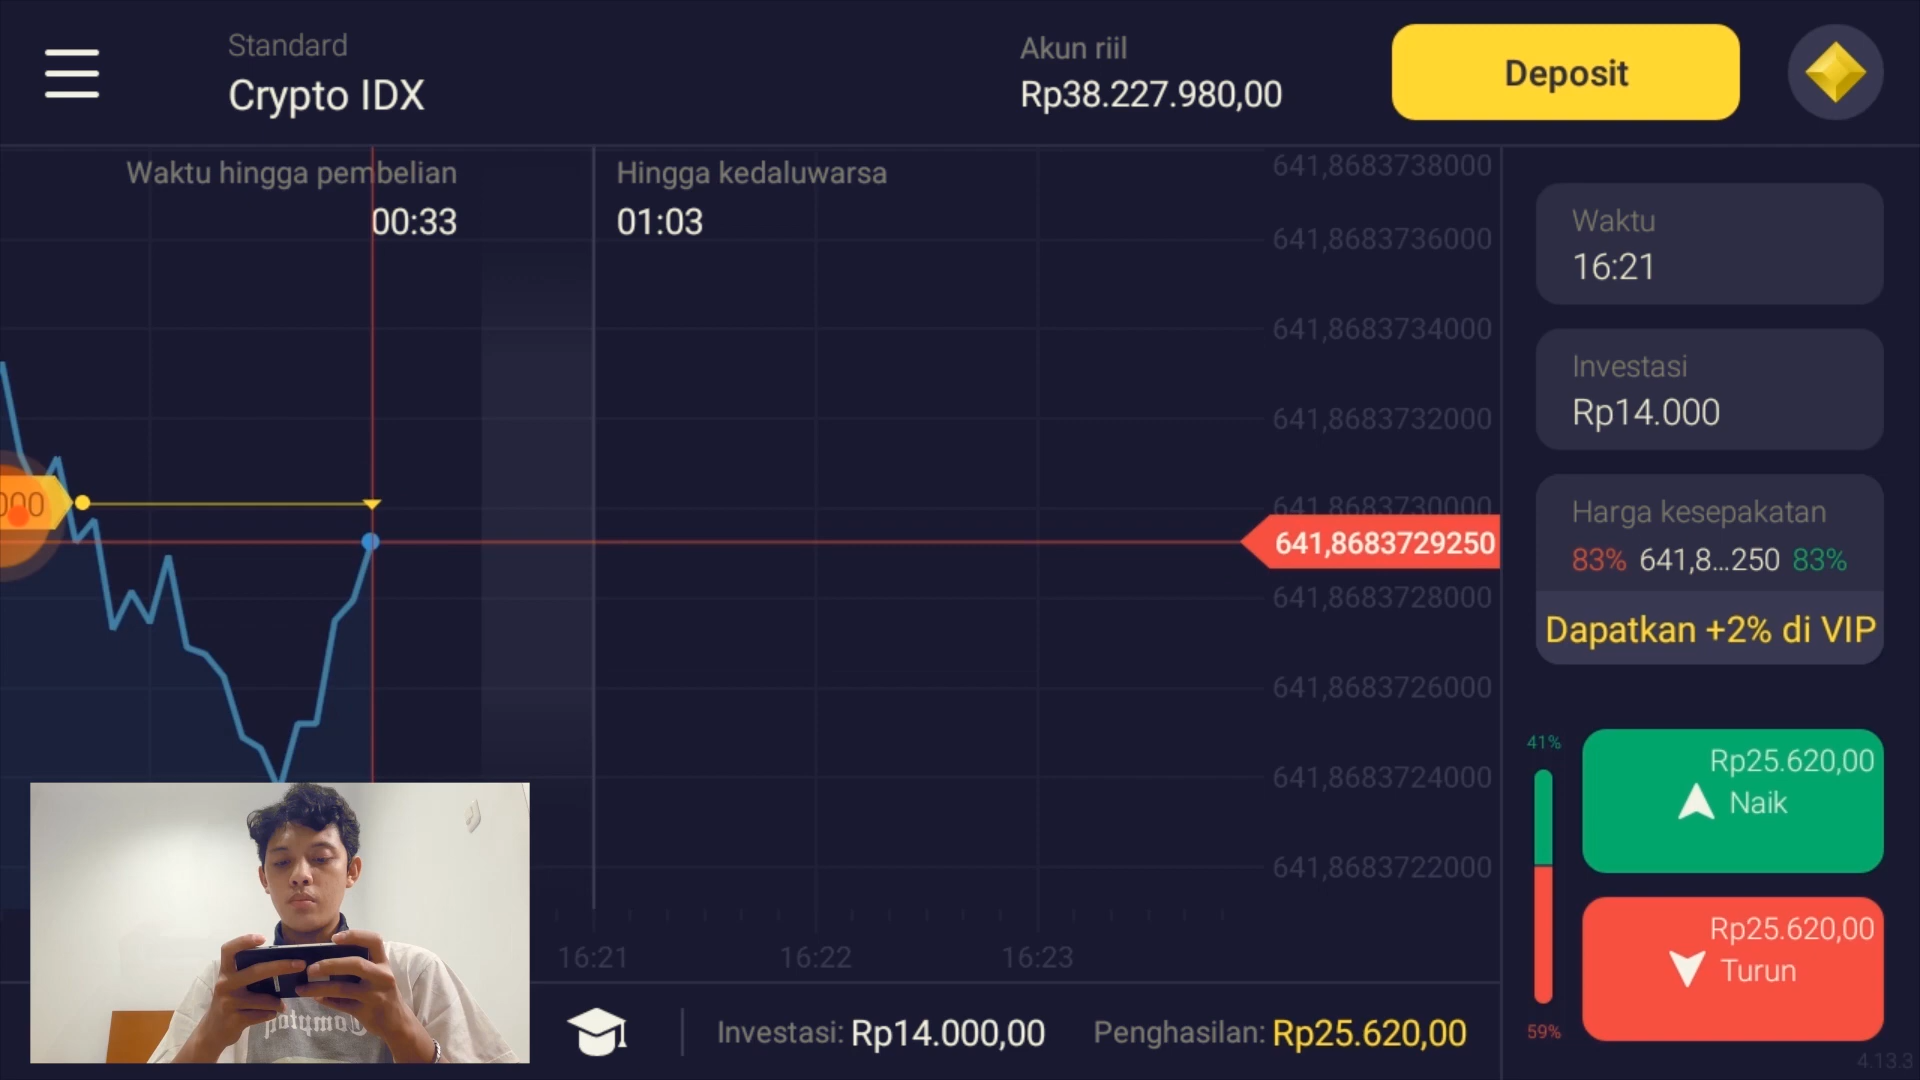 Standard
Crypto IDX
Akun riil
Rp38.227.980,00
Deposit
Waktu hingga pembelian
00:33
Hingga kedaluwarsa
01:03
641,8683738000
641,8683736000
641,8683734000
641,8683732000
641,8683730000
641,8683729250
641,8683728000
641,8683726000
641,8683724000
641,8683722000
000
16:21
16:22
16:23
Waktu
16:21
Investasi
Rp14.000
Harga kesepakatan
83% 641,8...250 83%
Dapatkan +2% di VIP
41%
Rp25.620,00
Naik
Rp25.620,00
Turun
59%
Investasi: Rp14.000,00
Penghasilan: Rp25.620,00
4.13.3